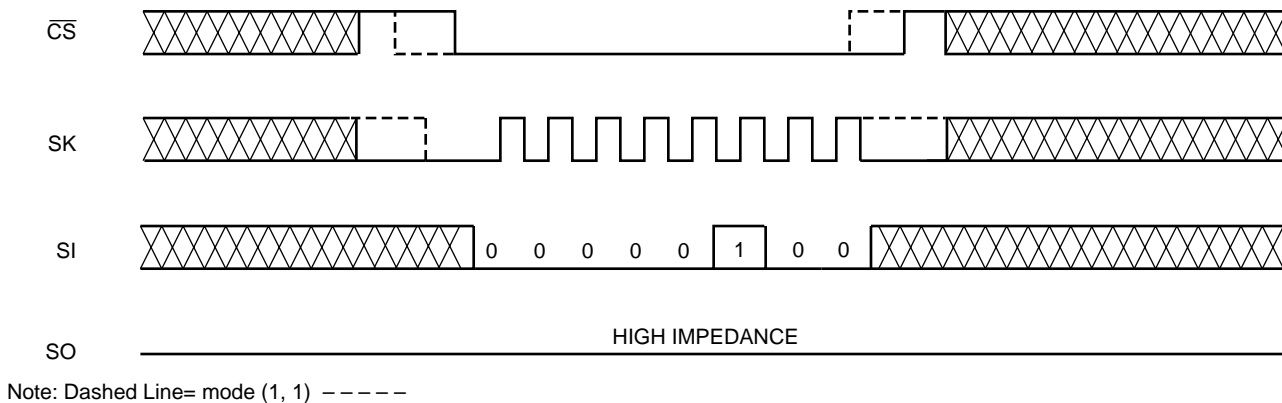 CS
SK
SI
0 0 0 0 0 1 0 0
SO
HIGH IMPEDANCE
Note: Dashed Line= mode (1, 1) – – – – –